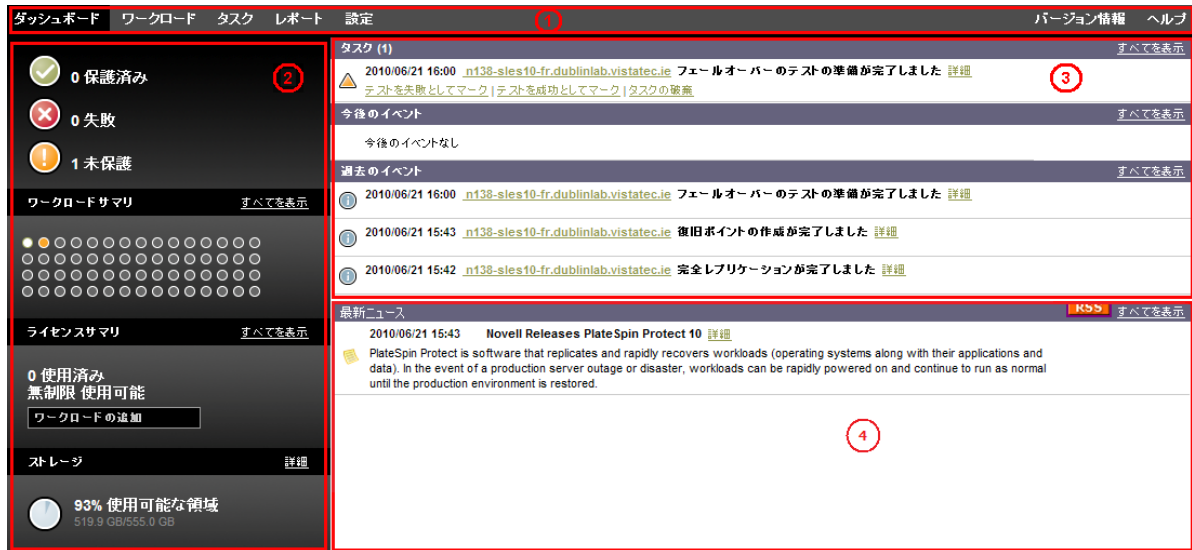 ダッシュボード ワークロード タスク レポート 設定 バージョン情報 ヘルプ
1
0 保護済み
2
0 失敗
1 未保護
ワークロードサマリ すべてを表示
ライセンスサマリ すべてを表示
0 使用済み
無制限 使用可能
ワークロードの追加
ストレージ 詳細
93% 使用可能な領域
519.9 GB/555.0 GB
タスク (1) すべてを表示
2010/06/21 16:00 n138-sles10-fr.dublinlab.vistatec.ie フェールオーバーのテストの準備が完了しました 詳細
3
テストを失敗としてマーク | テストを成功としてマーク | タスクの破棄
今後のイベント すべてを表示
今後のイベントなし
過去のイベント すべてを表示
2010/06/21 16:00 n138-sles10-fr.dublinlab.vistatec.ie フェールオーバーのテストの準備が完了しました 詳細
2010/06/21 15:43 n138-sles10-fr.dublinlab.vistatec.ie 復旧ポイントの作成が完了しました 詳細
2010/06/21 15:42 n138-sles10-fr.dublinlab.vistatec.ie 完全レプリケーションが完了しました 詳細
最新ニュース RSS すべてを表示
2010/06/21 15:43 Novell Releases PlateSpin Protect 10 詳細
PlateSpin Protect is software that replicates and rapidly recovers workloads (operating systems along with their applications and
data). In the event of a production server outage or disaster, workloads can be rapidly powered on and continue to run as normal
until the production environment is restored.
4